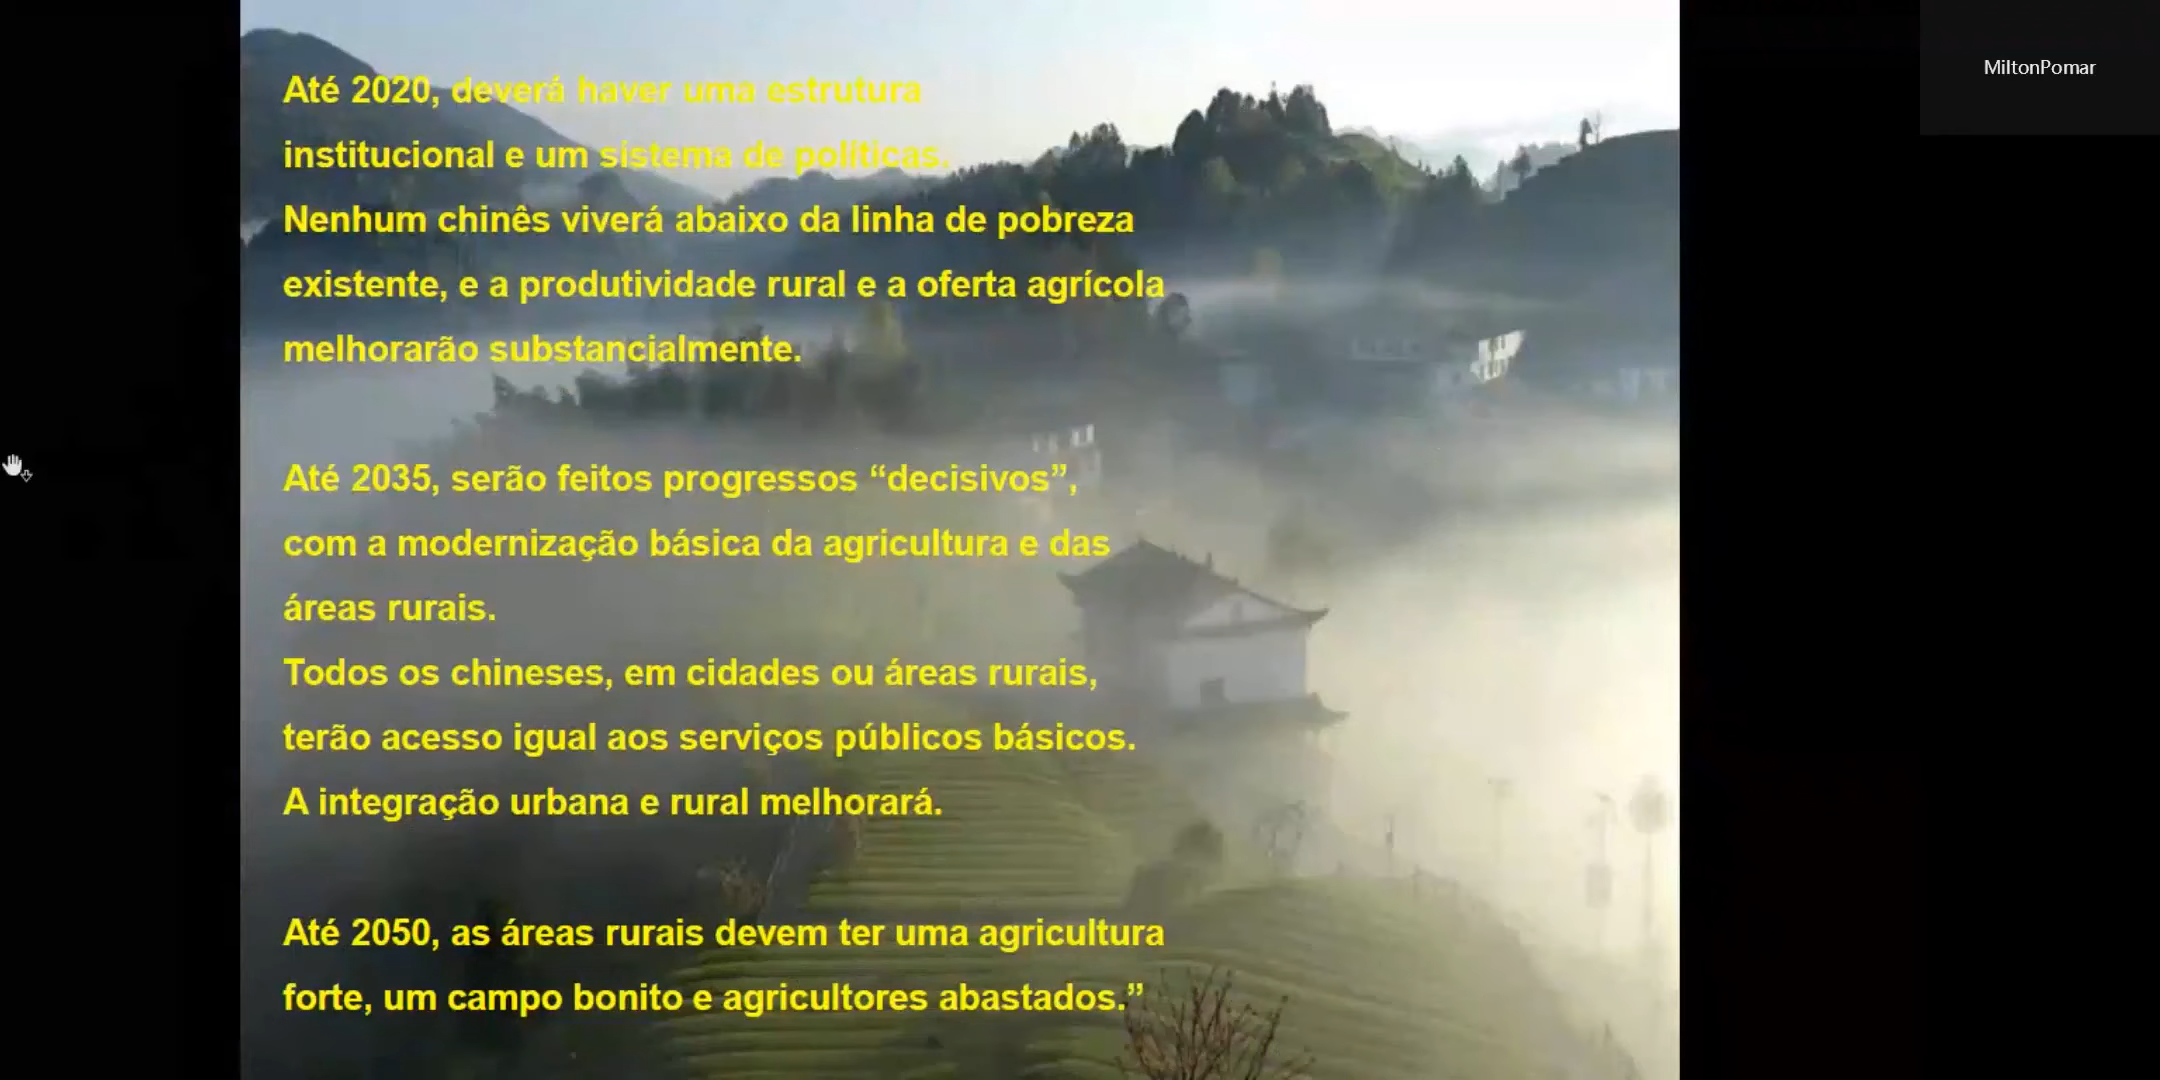 Até 2020, deverá haver uma estrutura
institucional e um sistema de políticas.
Nenhum chinês viverá abaixo da linha de pobreza
existente, e a produtividade rural e a oferta agrícola
melhorarão substancialmente.
Até 2035, serão feitos progressos “decisivos”,
com a modernização básica da agricultura e das
áreas rurais.
Todos os chineses, em cidades ou áreas rurais,
terão acesso igual aos serviços públicos básicos.
A integração urbana e rural melhorará.
Até 2050, as áreas rurais devem ter uma agricultura
forte, um campo bonito e agricultores abastados.”
MiltonPomar